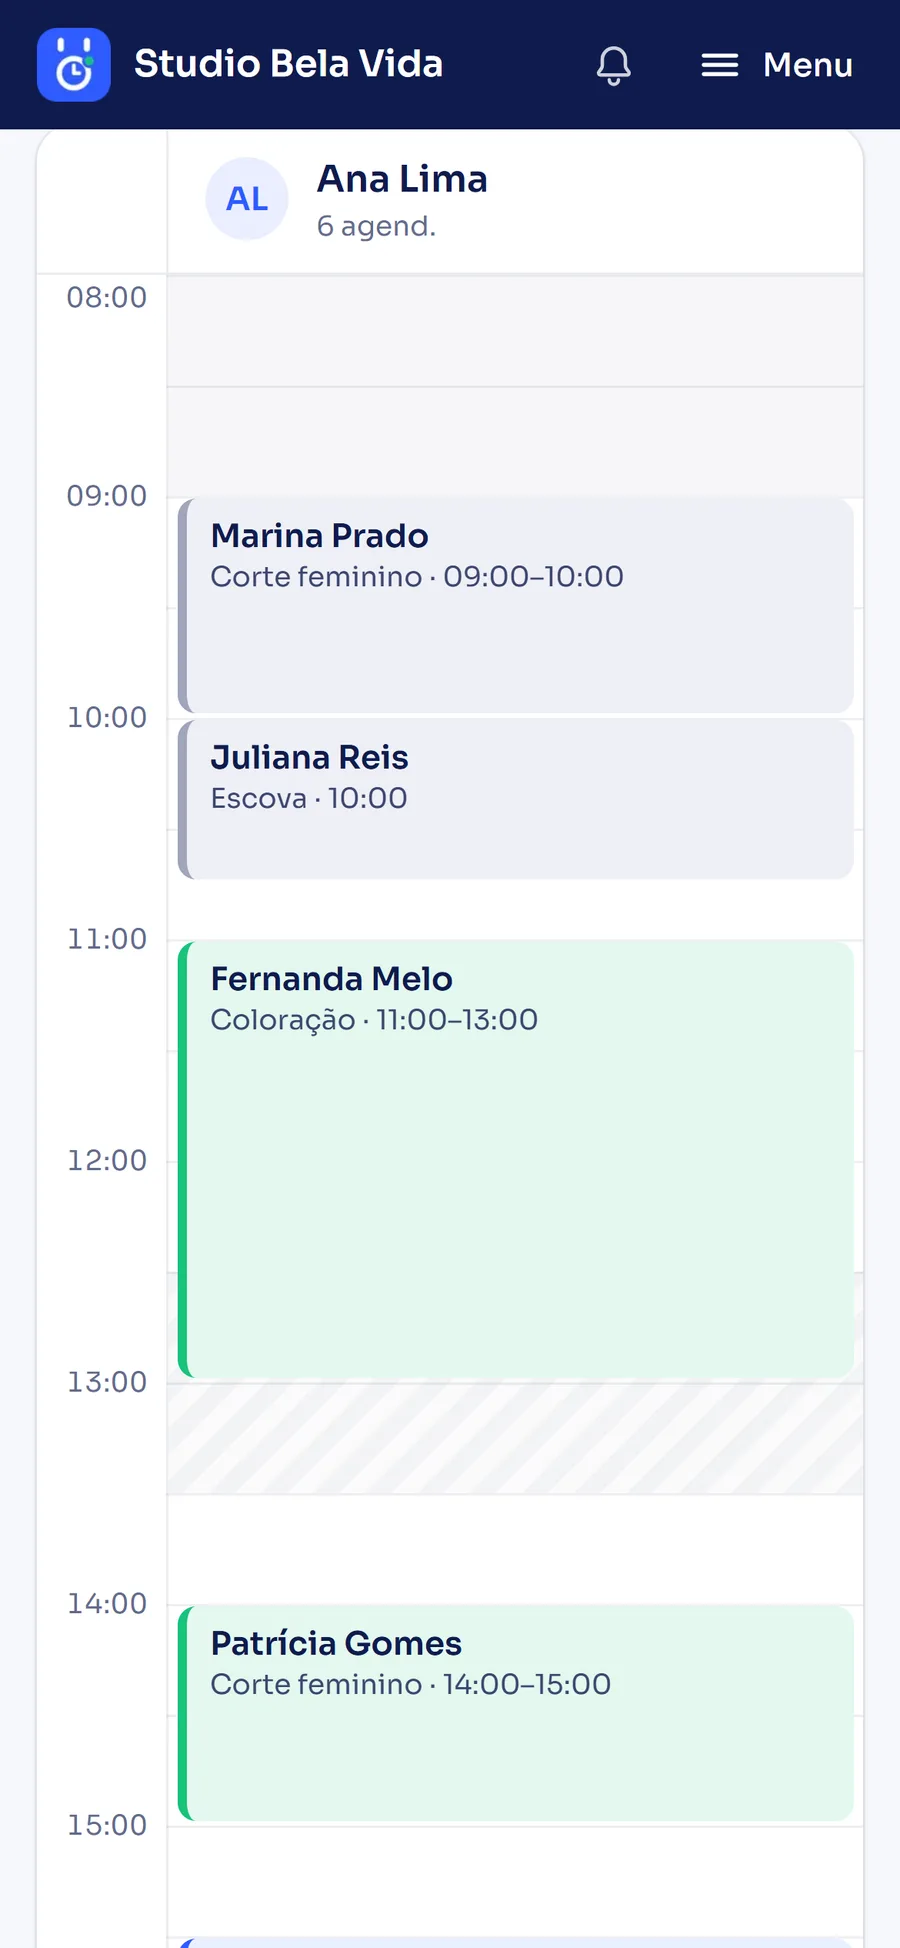 Studio Bela Vida
Menu
AL
Ana Lima
6 agend.
08:00
09:00
Marina Prado
Corte feminino · 09:00–10:00
10:00
Juliana Reis
Escova · 10:00
11:00
Fernanda Melo
Coloração · 11:00–13:00
12:00
13:00
14:00
Patrícia Gomes
Corte feminino · 14:00–15:00
15:00